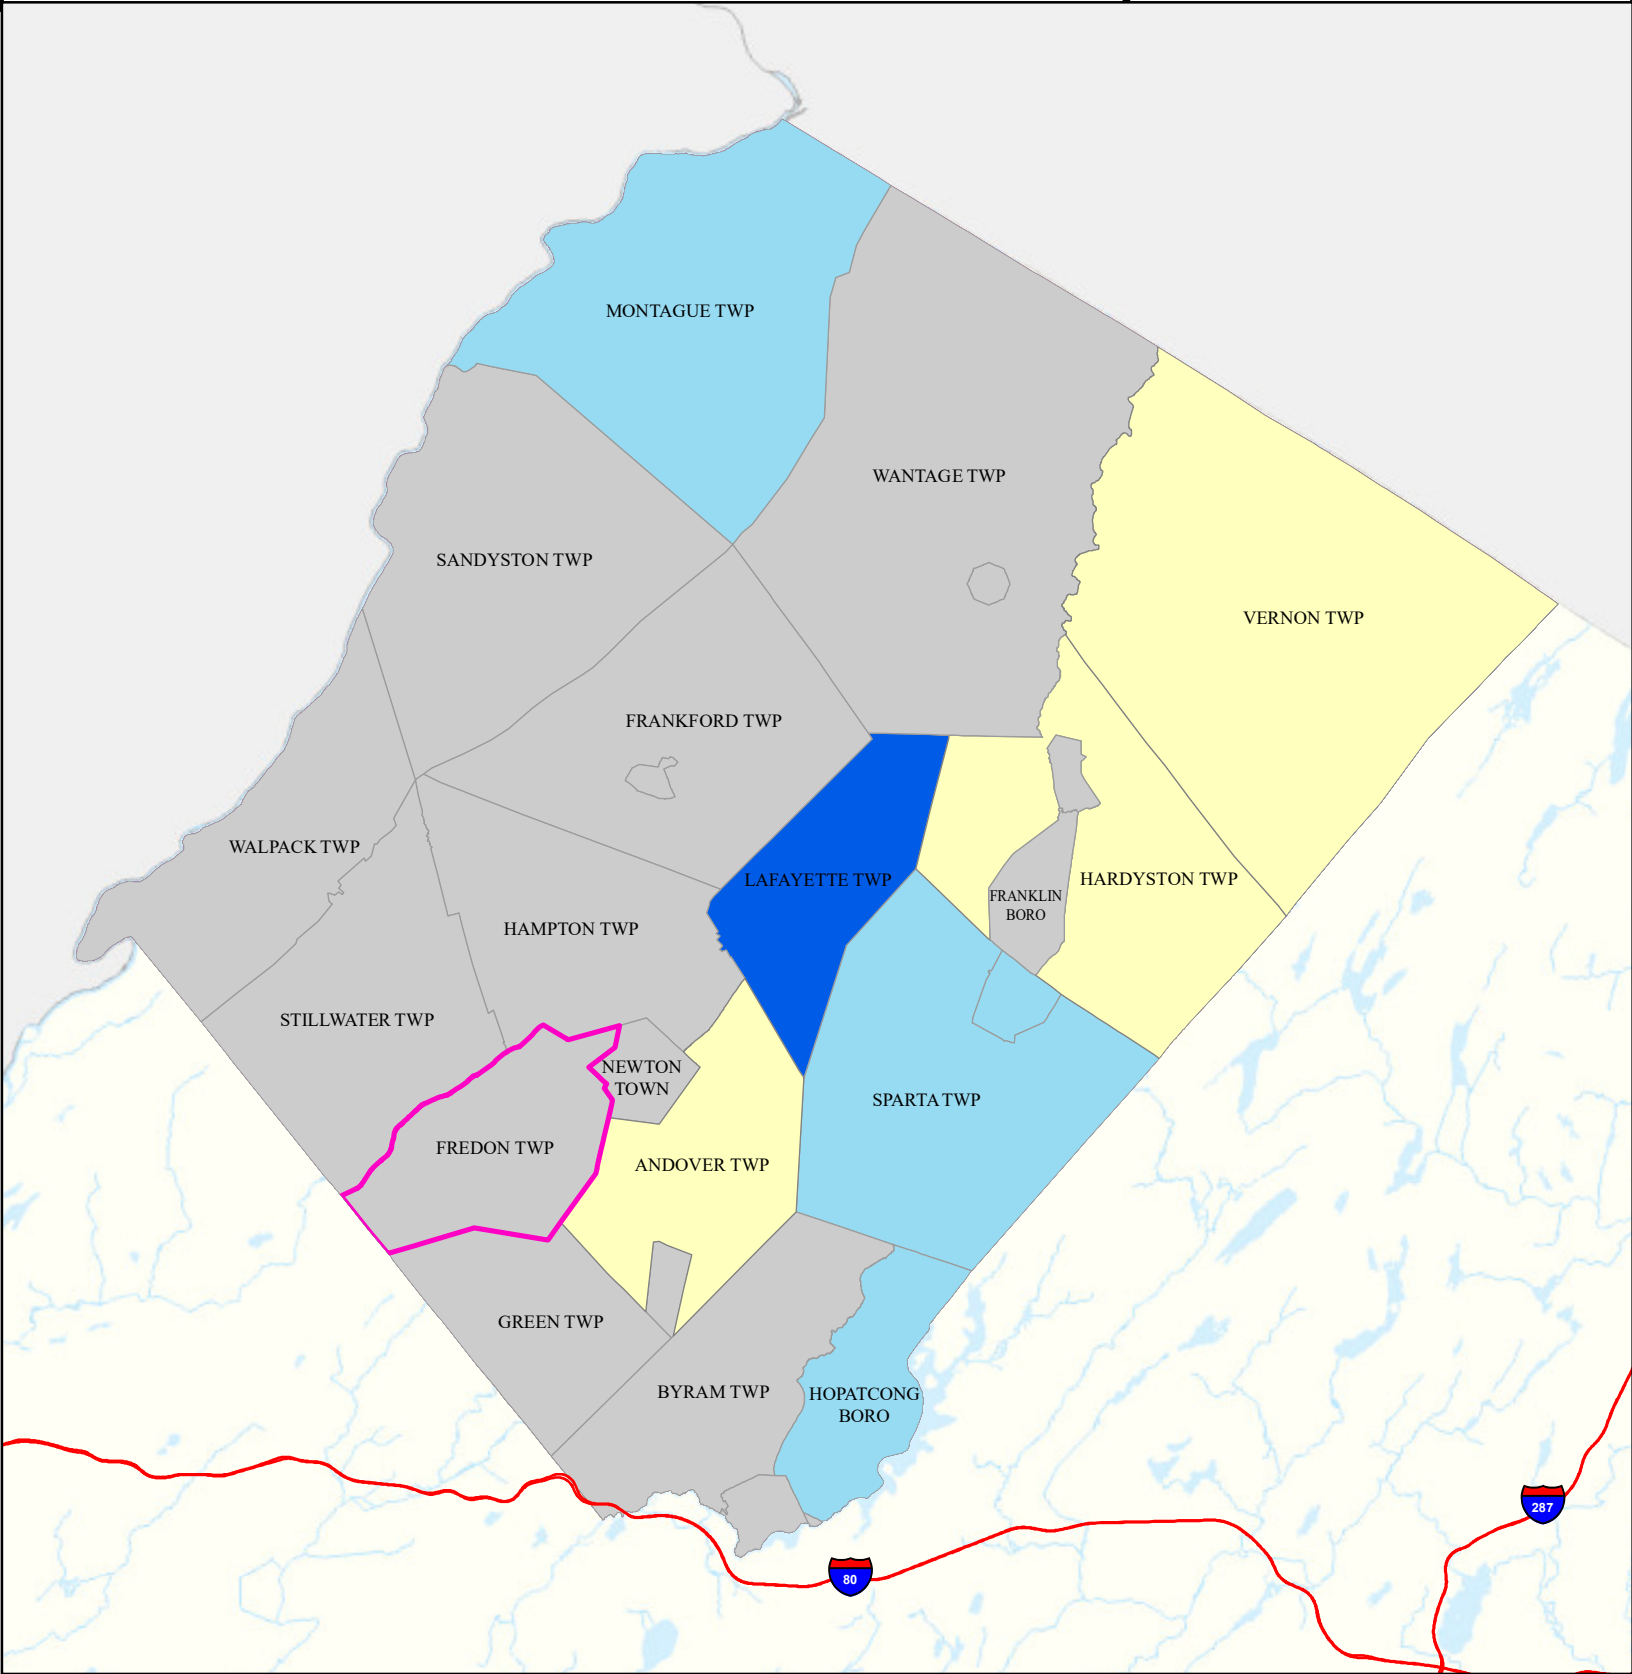 MONTAGUE TWP
WANTAGE TWP
SANDYSTON TWP
VERNON TWP
FRANKFORD TWP
WALPACK TWP
LAFAYETTE TWP
HARDYSTON TWP
FRANKLIN
BORO
HAMPTON TWP
STILLWATER TWP
NEWTON
TOWN
SPARTA TWP
FREDON TWP
ANDOVER TWP
GREEN TWP
BYRAM TWP
HOPATCONG
BORO
287
80